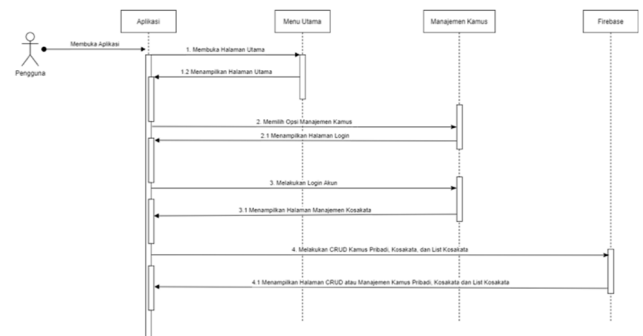 Aplikasi
Menu Utama
Manajemen Kamus
Firebase
Membuka Aplikasi
Pengguna
1. Membuka Halaman Utama
1.2 Menampilkan Halaman Utama
2. Memilih Opsi Manajemen Kamus
2.1 Menampilkan Halaman Login
3. Melakukan Login Akun
3.1 Menampilkan Halaman Manajemen Kosakata
4. Melakukan CRUD Kamus Pribadi, Kosakata, dan List Kosakata
4.1 Menampilkan Halaman CRUD atau Manajemen Kamus Pribadi, Kosakata dan List Kosakata